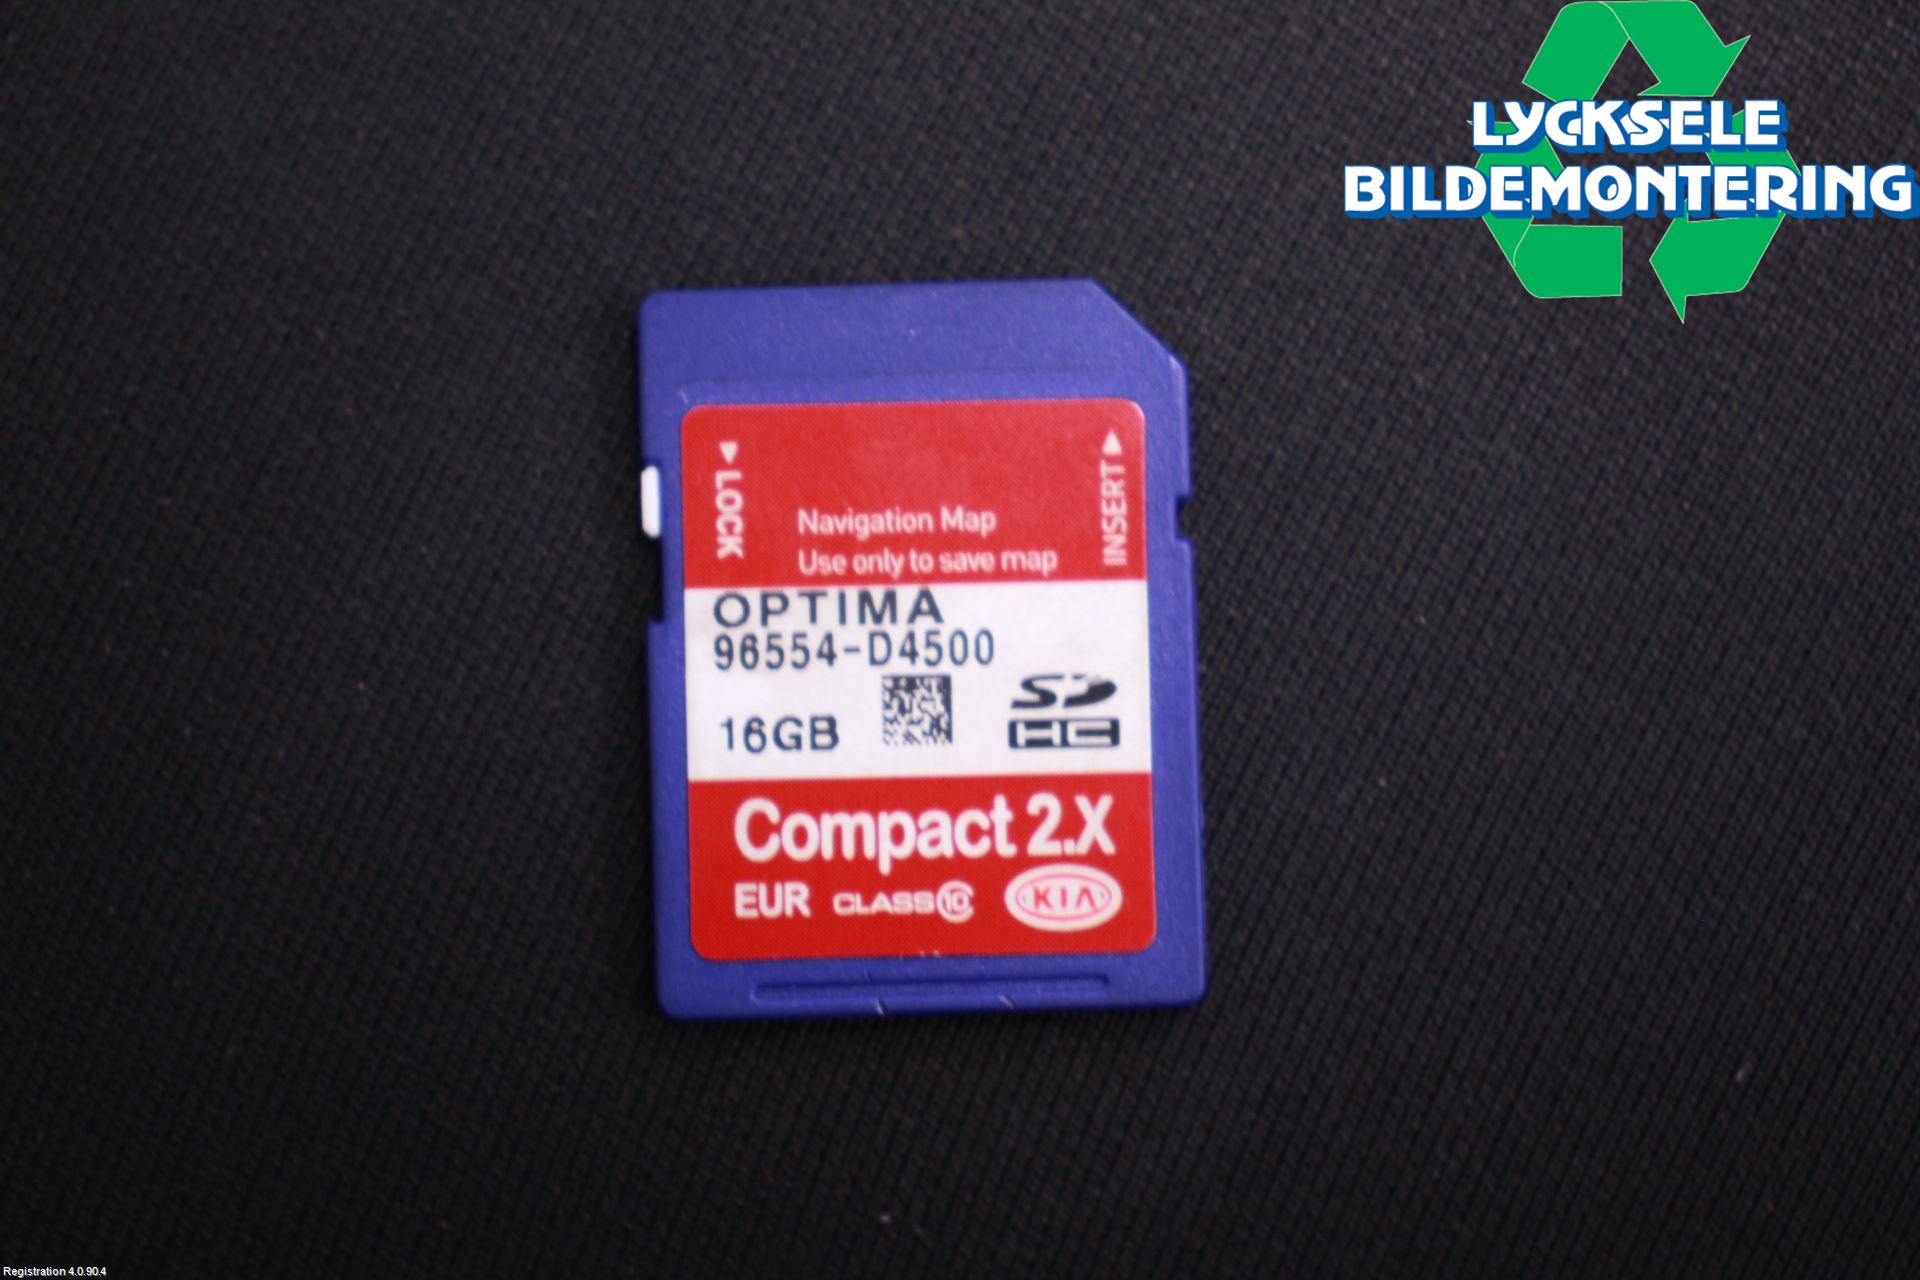 LYCKSELE
BILDEMONTERING
LOCK
INSERT
Navigation Map
Use only to save map
OPTIMA
96554-D4500
16GB
SD
HC
Compact 2.X
EUR CLASS 10 KIA
Registration 4.0.90.4